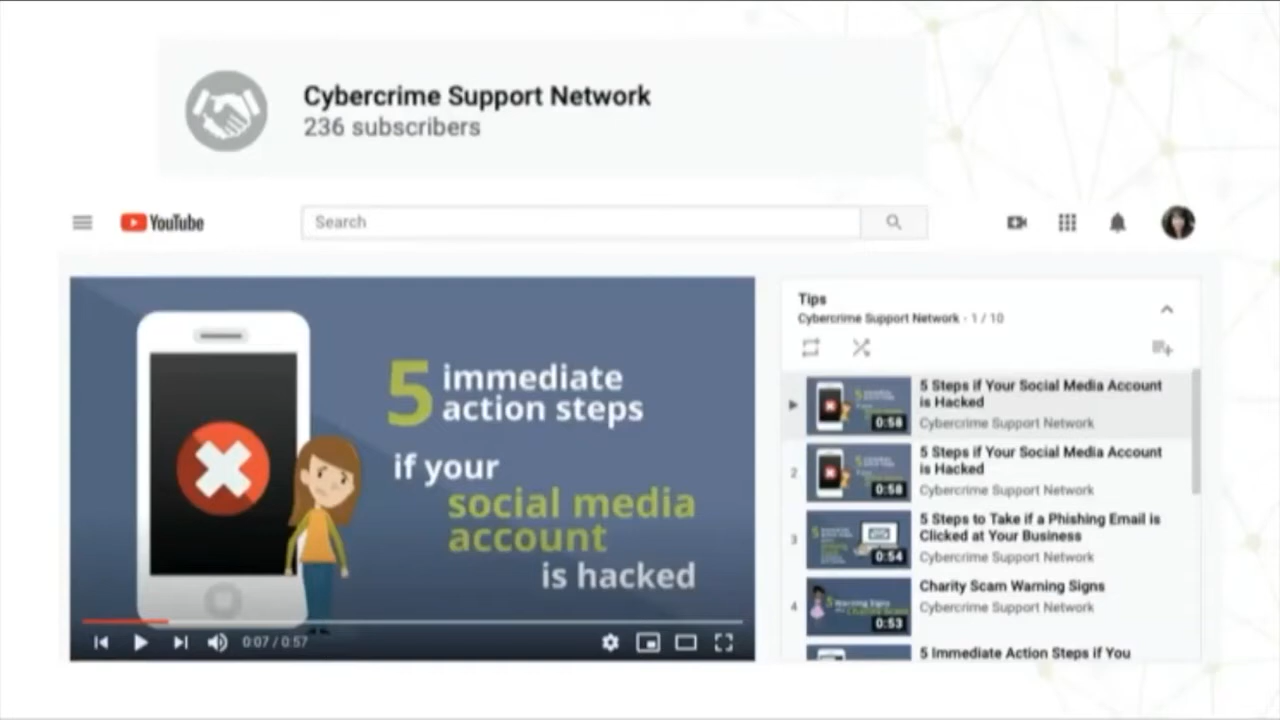 Cybercrime Support Network
236 subscribers
YouTube
Search
5 immediate
action steps
if your
social media
account
is hacked
0:07 / 0:57
Tips
Cybercrime Support Network - 1 / 10
5 Steps if Your Social Media Account
is Hacked
Cybercrime Support Network
0:58
2
5 Steps if Your Social Media Account
is Hacked
Cybercrime Support Network
0:58
3
5 Steps to Take if a Phishing Email is
Clicked at Your Business
Cybercrime Support Network
0:54
4
Charity Scam Warning Signs
Cybercrime Support Network
5 Warning Signs
0:53
5 Immediate Action Steps if You